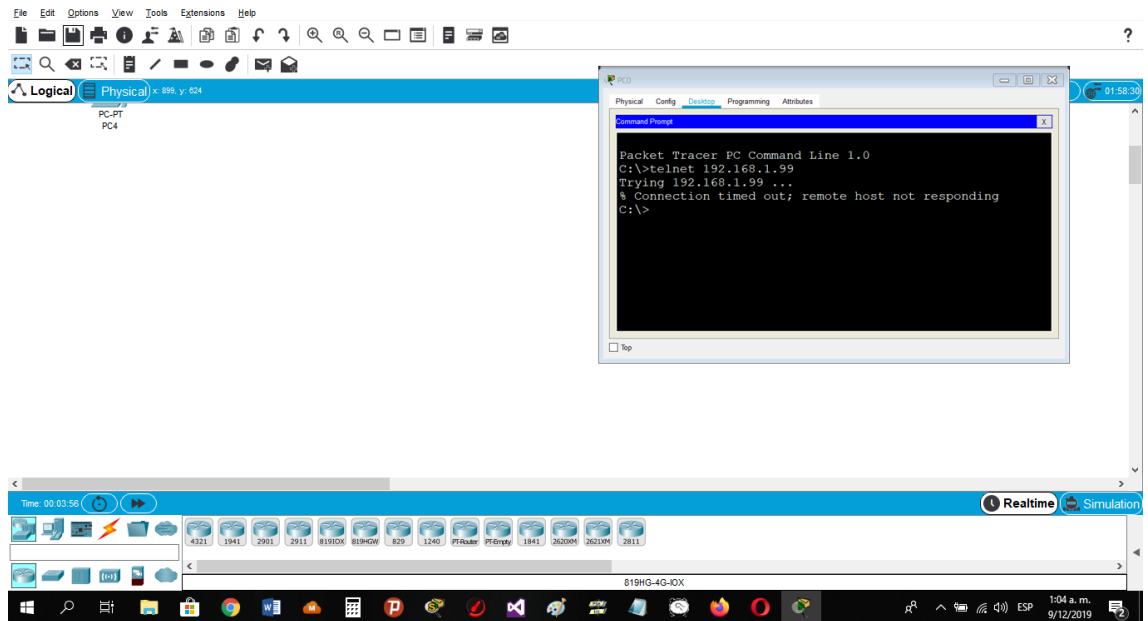 File Edit Options View Tools Extensions Help
?
Logical Physical x: 899, y: 624 01:58:30
PC-PT
PC4
PC0
Physical Config Desktop Programming Attributes
Command Prompt X
Packet Tracer PC Command Line 1.0
C:\>telnet 192.168.1.99
Trying 192.168.1.99 ...
% Connection timed out; remote host not responding
C:\>
Top
Time: 00:03:56 Realtime Simulation
4321 1941 2901 2911 819IOX 819HGW 829 1240 PT-Router PT-Empty 1841 2620XM 2621XM 2811
819HG-4G-IOX
ESP
1:04 a. m.
9/12/2019
2